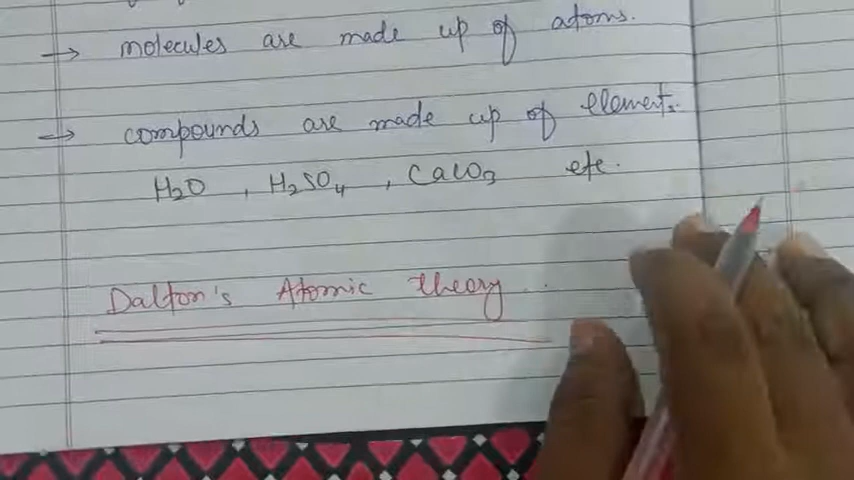 → molecules are made up of atoms.
→ compounds are made up of elements.
H₂O , H₂SO₄ , CaCO₃ etc.
Dalton's Atomic theory